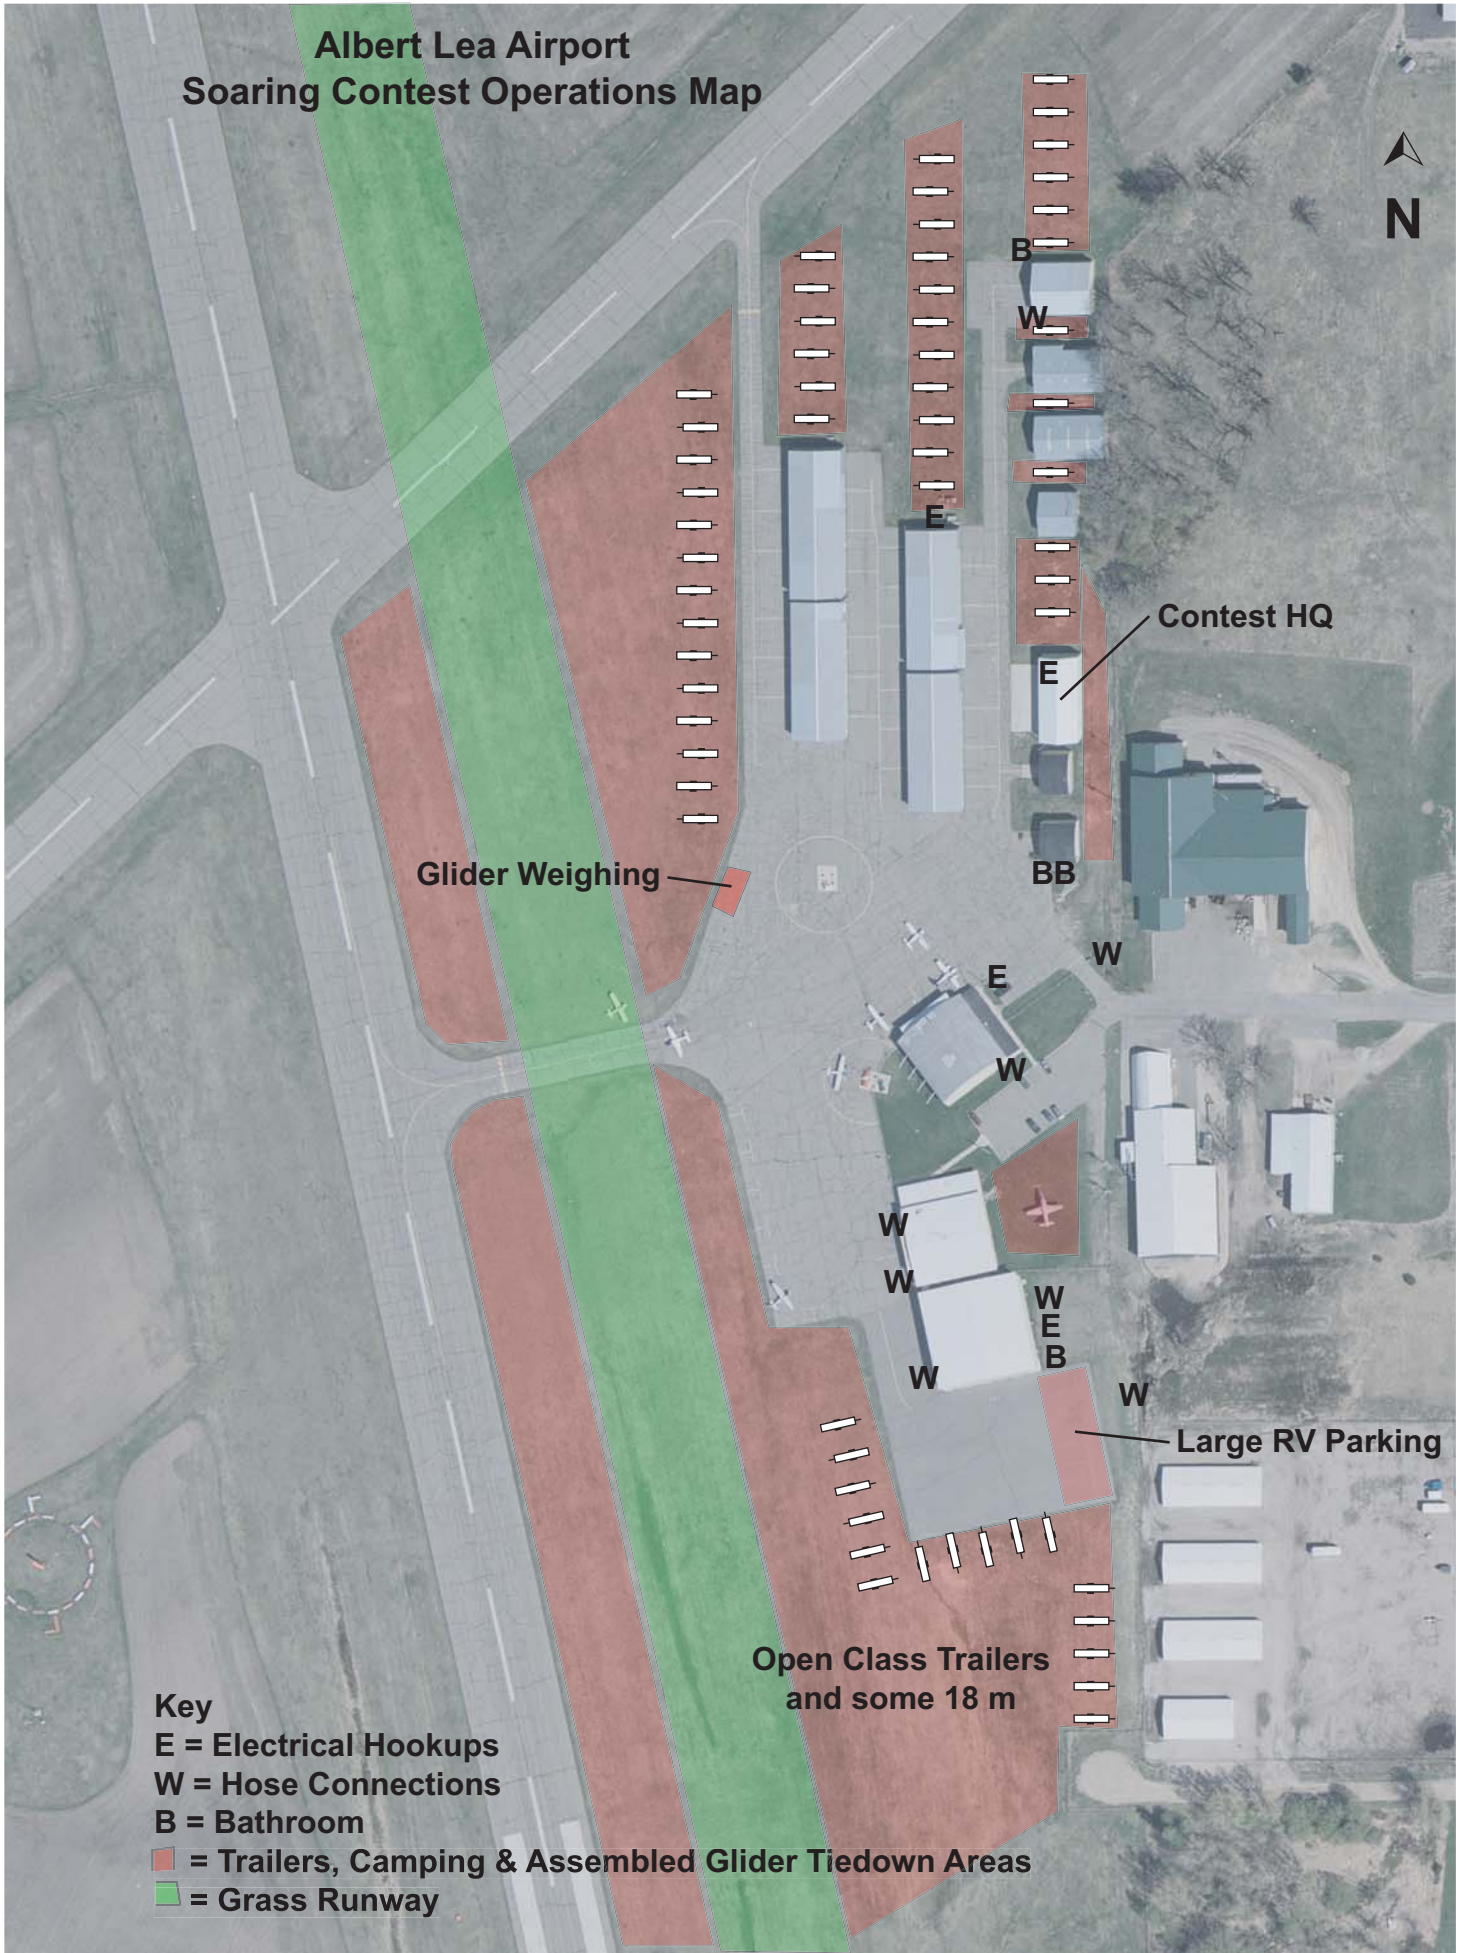 Albert Lea Airport
Soaring Contest Operations Map
N
B
W
E
Contest HQ
E
Glider Weighing
BB
W
E
W
W
W
W
E
B
W
W
Large RV Parking
Open Class Trailers
and some 18 m
Key
E = Electrical Hookups
W = Hose Connections
B = Bathroom
= Trailers, Camping & Assembled Glider Tiedown Areas
= Grass Runway